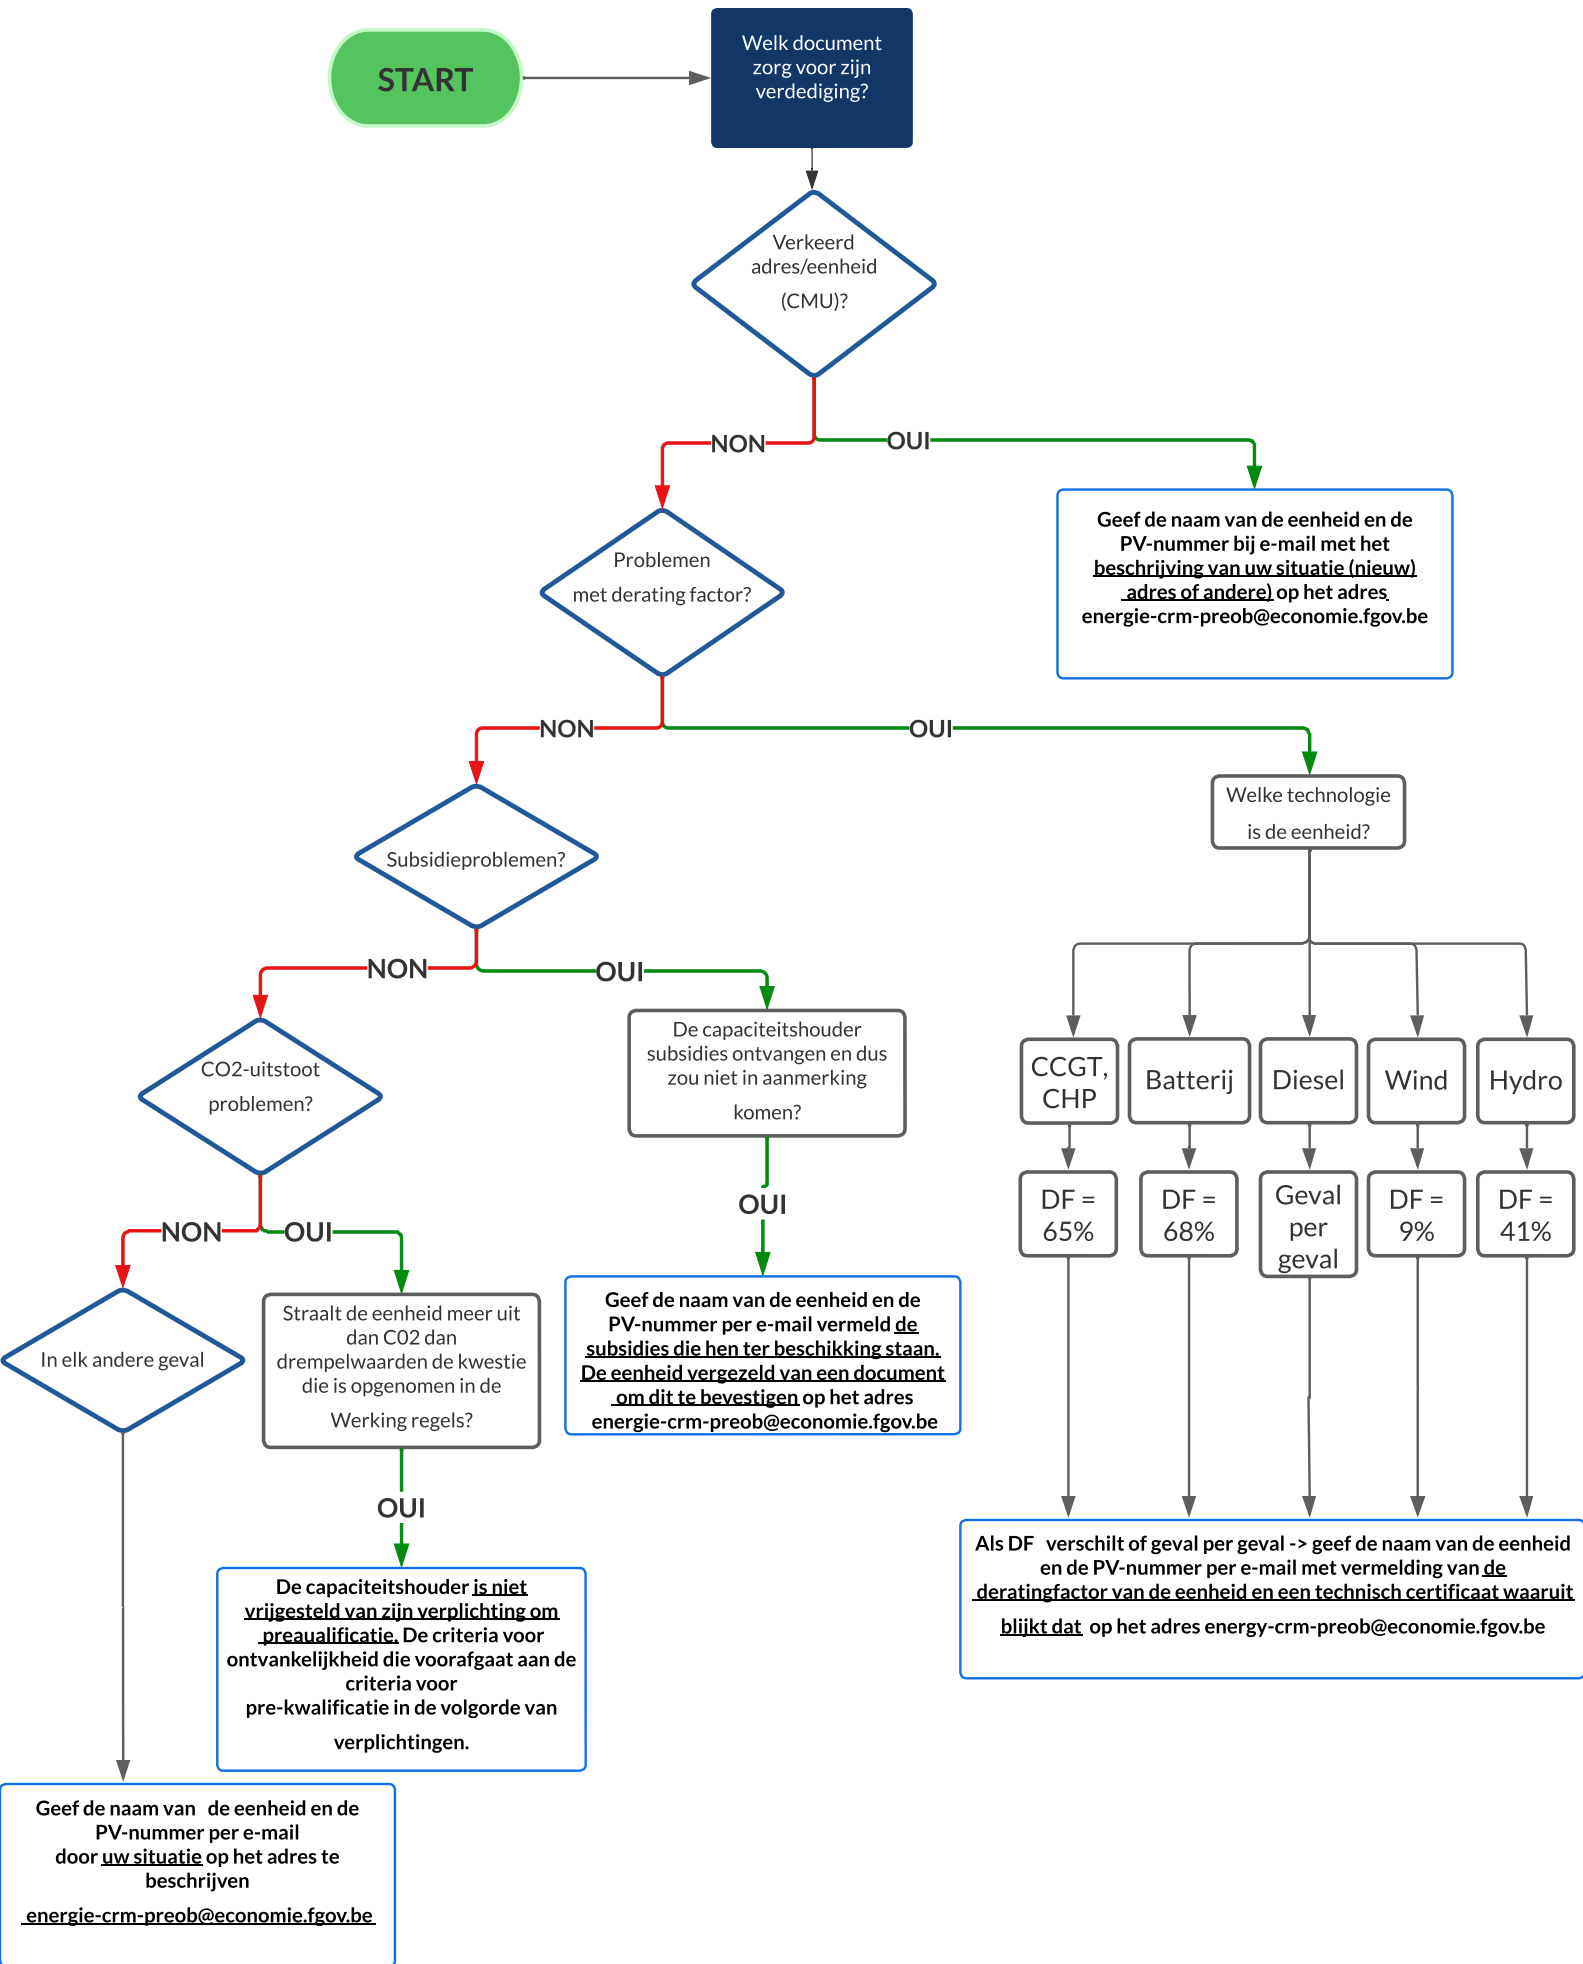 START
Welk document
zorg voor zijn
verdediging?
Verkeerd
adres/eenheid
(CMU)?
NON
OUI
Geef de naam van de eenheid en de
PV-nummer bij e-mail met het
beschrijving van uw situatie (nieuw)
adres of andere) op het adres
energie-crm-preob@economie.fgov.be
Problemen
met derating factor?
NON
OUI
Welke technologie
is de eenheid?
Subsidieproblemen?
NON
OUI
De capaciteitshouder
subsidies ontvangen en dus
zou niet in aanmerking
komen?
CCGT,
CHP
Batterij
Diesel
Wind
Hydro
CO2-uitstoot
problemen?
DF =
65%
DF =
68%
Geval
per
geval
DF =
9%
DF =
41%
OUI
NON
OUI
Geef de naam van de eenheid en de
PV-nummer per e-mail vermeld de
subsidies die hen ter beschikking staan.
De eenheid vergezeld van een document
om dit te bevestigen op het adres
energie-crm-preob@economie.fgov.be
In elk andere geval
Straalt de eenheid meer uit
dan C02 dan
drempelwaarden de kwestie
die is opgenomen in de
Werking regels?
OUI
Als DF verschilt of geval per geval -> geef de naam van de eenheid
en de PV-nummer per e-mail met vermelding van de
deratingfactor van de eenheid en een technisch certificaat waaruit
blijkt dat op het adres energy-crm-preob@economie.fgov.be
De capaciteitshouder is niet
vrijgesteld van zijn verplichting om
preaualificatie. De criteria voor
ontvankelijkheid die voorafgaat aan de
criteria voor
pre-kwalificatie in de volgorde van
verplichtingen.
Geef de naam van de eenheid en de
PV-nummer per e-mail
door uw situatie op het adres te
beschrijven
energie-crm-preob@economie.fgov.be